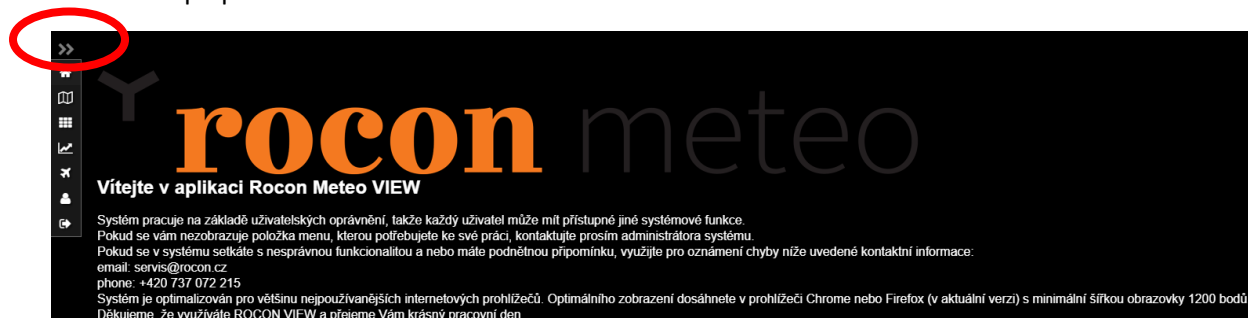 rocon meteo
Vítejte v aplikaci Rocon Meteo VIEW
Systém pracuje na základě uživatelských oprávnění, takže každý uživatel může mít přístupné jiné systémové funkce.
Pokud se vám nezobrazuje položka menu, kterou potřebujete ke své práci, kontaktujte prosím administrátora systému.
Pokud se v systému setkáte s nesprávnou funkcionalitou a nebo máte podnětnou připomínku, využijte pro oznámení chyby níže uvedené kontaktní informace:
email: servis@rocon.cz
phone: +420 737 072 215
Systém je optimalizován pro většinu nejpoužívanějších internetových prohlížečů. Optimálního zobrazení dosáhnete v prohlížeči Chrome nebo Firefox (v aktuální verzi) s minimální šířkou obrazovky 1200 bodů
Děkujeme, že využíváte ROCON VIEW a přejeme Vám krásný pracovní den